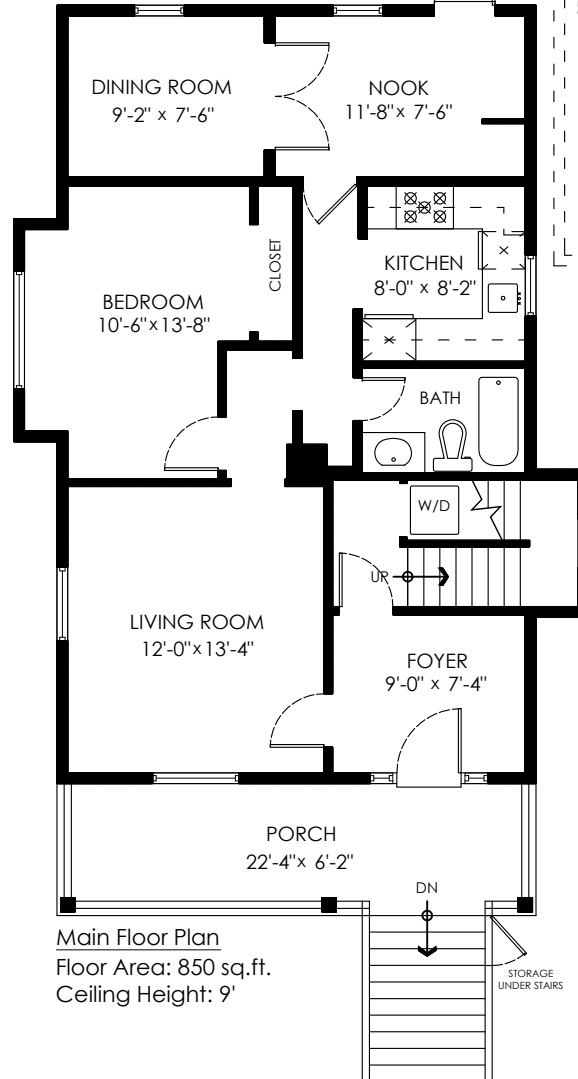 DINING ROOM
9'-2" x 7'-6"
NOOK
11'-8" x 7'-6"
CLOSET
KITCHEN
8'-0" x 8'-2"
BEDROOM
10'-6" x 13'-8"
BATH
W/D
UP
LIVING ROOM
12'-0" x 13'-4"
FOYER
9'-0" x 7'-4"
PORCH
22'-4" x 6'-2"
DN
STORAGE
UNDER STAIRS
Main Floor Plan
Floor Area: 850 sq.ft.
Ceiling Height: 9'